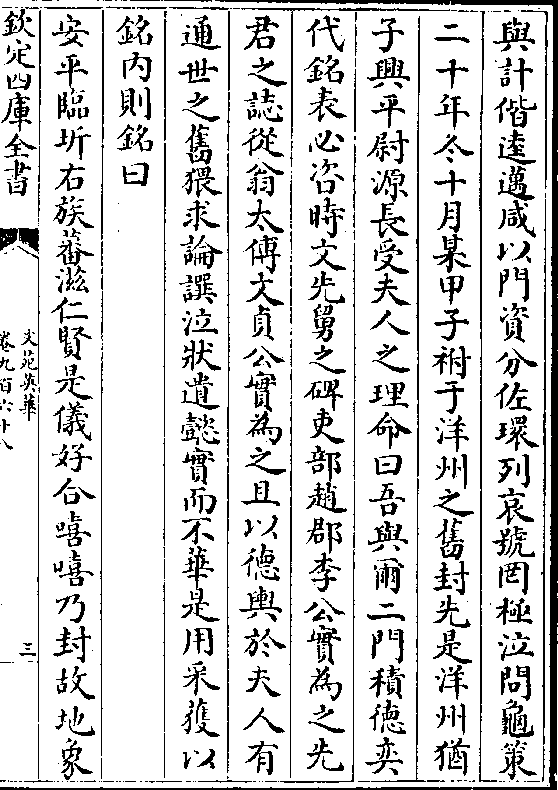 與計偕逵邁咸以門資分佐環列哀號罔極泣問龜策
二十年冬十月某甲子祔于洋州之舊封先是洋州猶
子興平尉源長受夫人之理命曰吾與爾二門積德奕
代銘表必咨時文先舅之碑吏部趙郡李公實為之先
君之誌從翁太傅文貞公實為之且以德輿於夫人有
通世之舊猥求論譔泣狀遺懿實而不華是用采獲以
銘內則銘曰
安平臨圻右族蕃滋仁賢是儀好合嘻嘻乃封故地象
欽定四庫全書
文苑英華
卷九百六十八
三